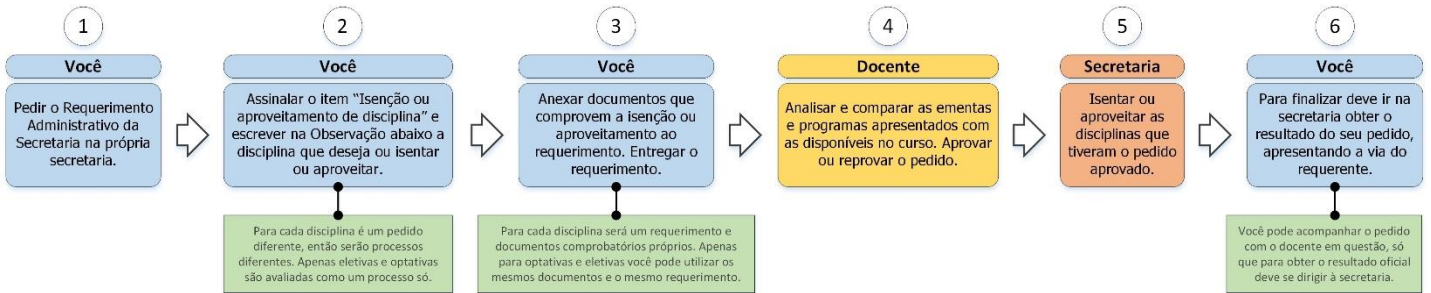 1
Você
Pedir o Requerimento
Administrativo da
Secretaria na própria
secretaria.
2
Você
Assinalar o item “Isenção ou
aproveitamento de disciplina” e
escrever na Observação abaixo a
disciplina que deseja ou isentar
ou aproveitar.
Para cada disciplina é um pedido
diferente, então serão processos
diferentes. Apenas eletivas e optativas
são avaliadas como um processo só.
3
Você
Anexar documentos que
comprovem a isenção ou
aproveitamento ao
requerimento. Entregar o
requerimento.
Para cada disciplina será um requerimento e
documentos comprobatórios próprios. Apenas
para optativas e eletivas você pode utilizar os
mesmos documentos e o mesmo requerimento.
4
Docente
Analisar e comparar as ementas
e programas apresentados com
as disponíveis no curso. Aprovar
ou reprovar o pedido.
5
Secretaria
Isentar ou
aproveitar as
disciplinas que
tiveram o pedido
aprovado.
6
Você
Para finalizar deve ir na
secretaria obter o
resultado do seu pedido,
apresentando a via do
requerente.
Você pode acompanhar o pedido
com o docente em questão, só
que para obter o resultado oficial
deve se dirigir à secretaria.